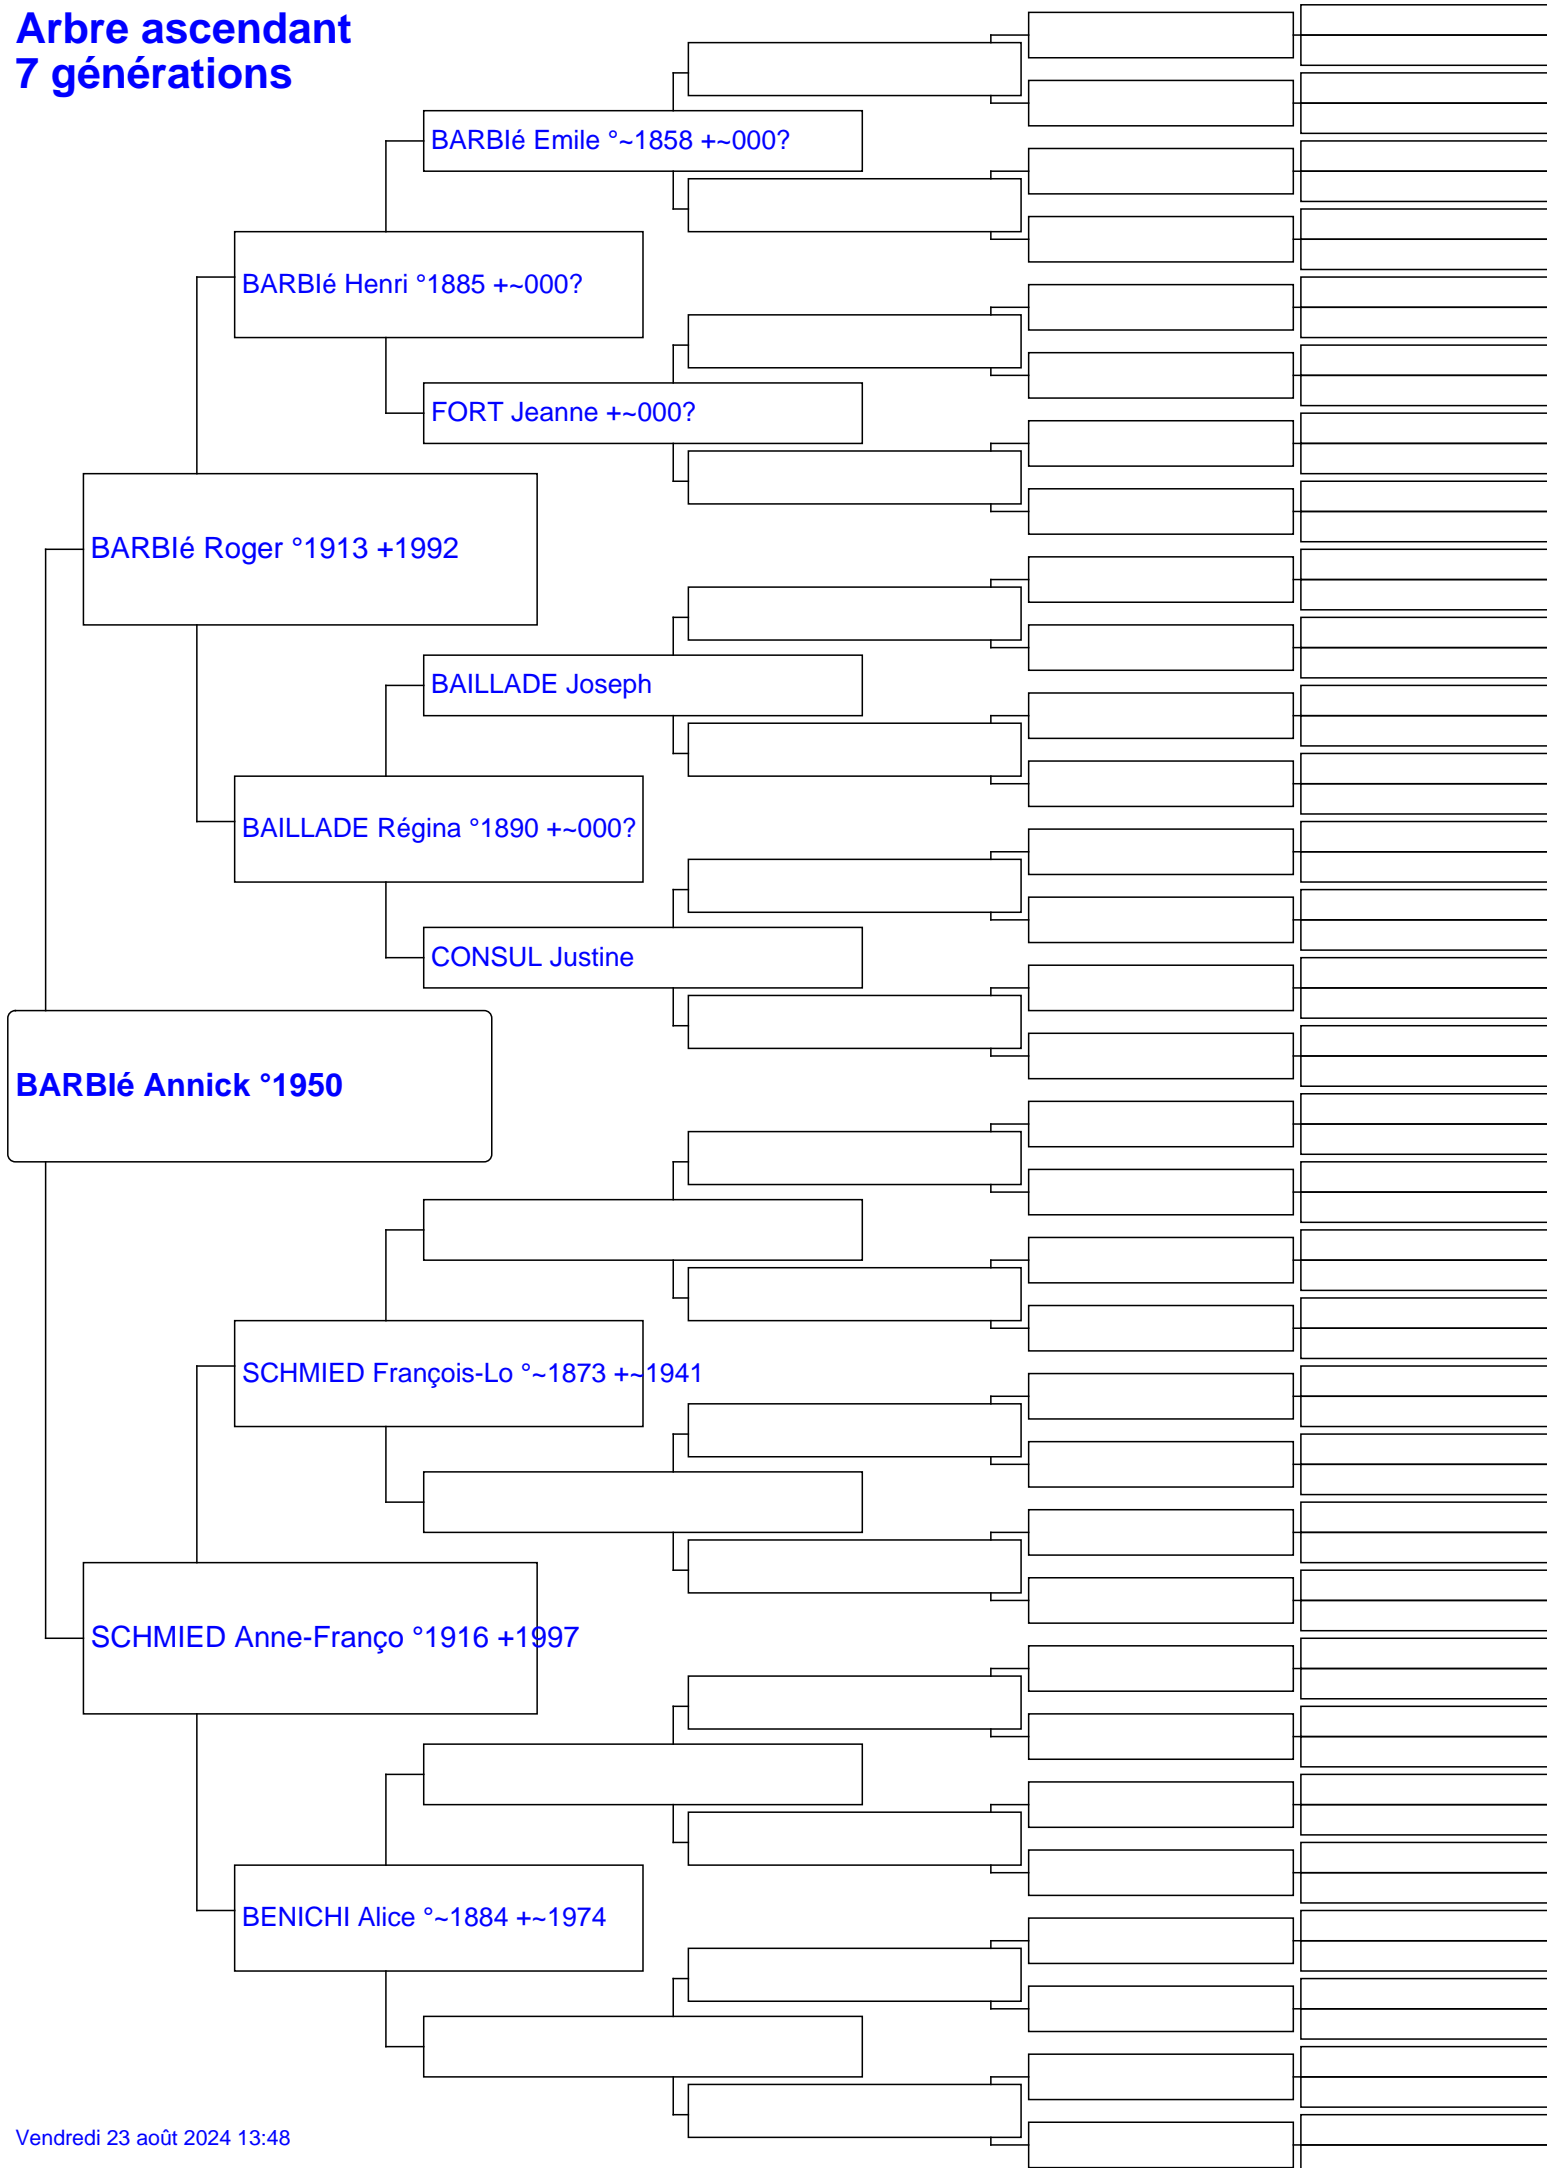 Arbre ascendant
7 générations
BARBIé Emile °~1858 +~000?
BARBIé Henri °1885 +~000?
FORT Jeanne +~000?
BARBIé Roger °1913 +1992
BAILLADE Joseph
BAILLADE Régina °1890 +~000?
CONSUL Justine
BARBIé Annick °1950
SCHMIED François-Lo °~1873 +~1941
SCHMIED Anne-Franço °1916 +1997
BENICHI Alice °~1884 +~1974
Vendredi 23 août 2024 13:48